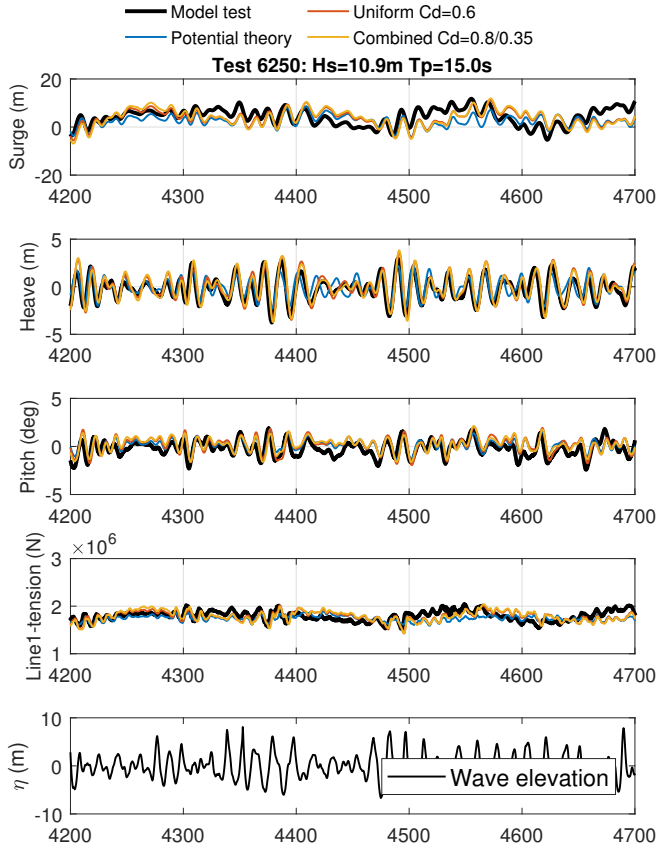 Model test
Uniform Cd=0.6
Potential theory
Combined Cd=0.8/0.35
Test 6250: Hs=10.9m Tp=15.0s
Surge (m)
20
0
-20
4200 4300 4400 4500 4600 4700
Heave (m)
5
0
-5
4200 4300 4400 4500 4600 4700
Pitch (deg)
5
0
-5
4200 4300 4400 4500 4600 4700
Line1-tension (N)
×10⁶
3
2
1
4200 4300 4400 4500 4600 4700
η (m)
10
0
-10
Wave elevation
4200 4300 4400 4500 4600 4700